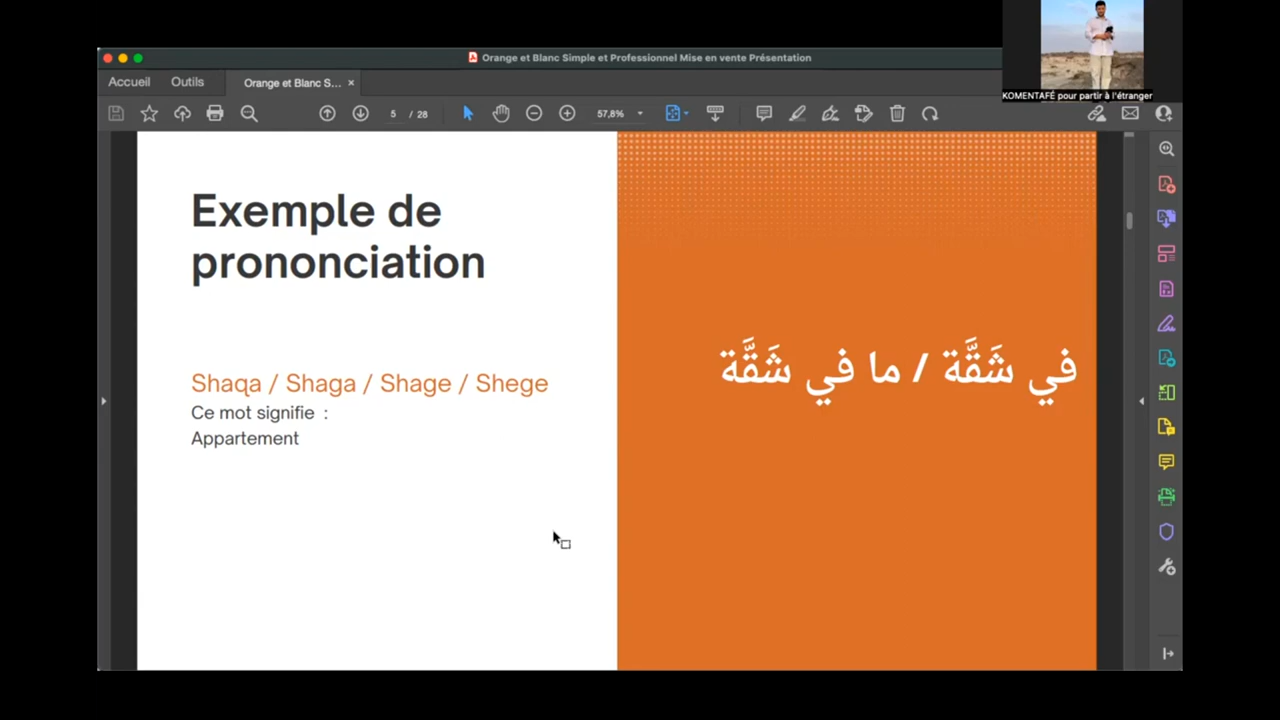 Orange et Blanc Simple et Professionnel Mise en vente Présentation
KOMENTAFÉ pour partir à l'étranger
Accueil Outils Orange et Blanc S... ×
5 / 28 57,8%
Exemple de
prononciation
Shaqa / Shaga / Shage / Shege
Ce mot signifie :
Appartement
في شَقَّة / ما في شَقَّة